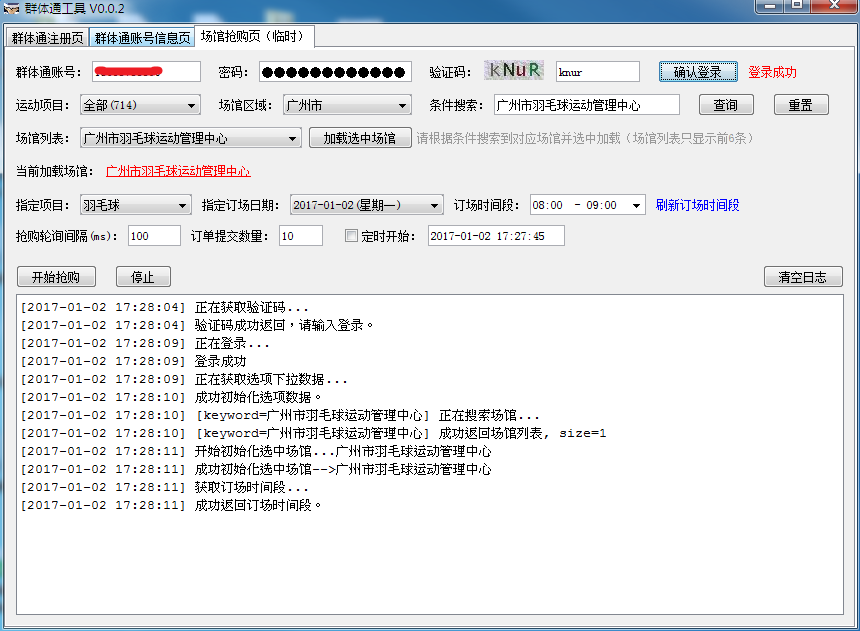 群体通工具 V0.0.2
群体通注册页 群体通账号信息页 场馆抢购页（临时）
群体通账号： 密码： ●●●●●●●●●●●● 验证码： kNuR knur 确认登录 登录成功
运动项目： 全部(714) 场馆区域： 广州市 条件搜索： 广州市羽毛球运动管理中心 查询 重置
场馆列表： 广州市羽毛球运动管理中心 加载选中场馆 请根据条件搜索到对应场馆并选中加载（场馆列表只显示前6条）
当前加载场馆： 广州市羽毛球运动管理中心
指定项目： 羽毛球 指定订场日期： 2017-01-02(星期一) 订场时间段： 08:00 - 09:00 刷新订场时间段
抢购轮询间隔(ms)： 100 订单提交数量： 10 定时开始： 2017-01-02 17:27:45
开始抢购 停止 清空日志
[2017-01-02 17:28:04] 正在获取验证码...
[2017-01-02 17:28:04] 验证码成功返回，请输入登录。
[2017-01-02 17:28:09] 正在登录...
[2017-01-02 17:28:09] 登录成功
[2017-01-02 17:28:09] 正在获取选项下拉数据...
[2017-01-02 17:28:10] 成功初始化选项数据。
[2017-01-02 17:28:10] [keyword=广州市羽毛球运动管理中心] 正在搜索场馆...
[2017-01-02 17:28:10] [keyword=广州市羽毛球运动管理中心] 成功返回场馆列表, size=1
[2017-01-02 17:28:11] 开始初始化选中场馆...广州市羽毛球运动管理中心
[2017-01-02 17:28:11] 成功初始化选中场馆-->广州市羽毛球运动管理中心
[2017-01-02 17:28:11] 获取订场时间段...
[2017-01-02 17:28:11] 成功返回订场时间段。